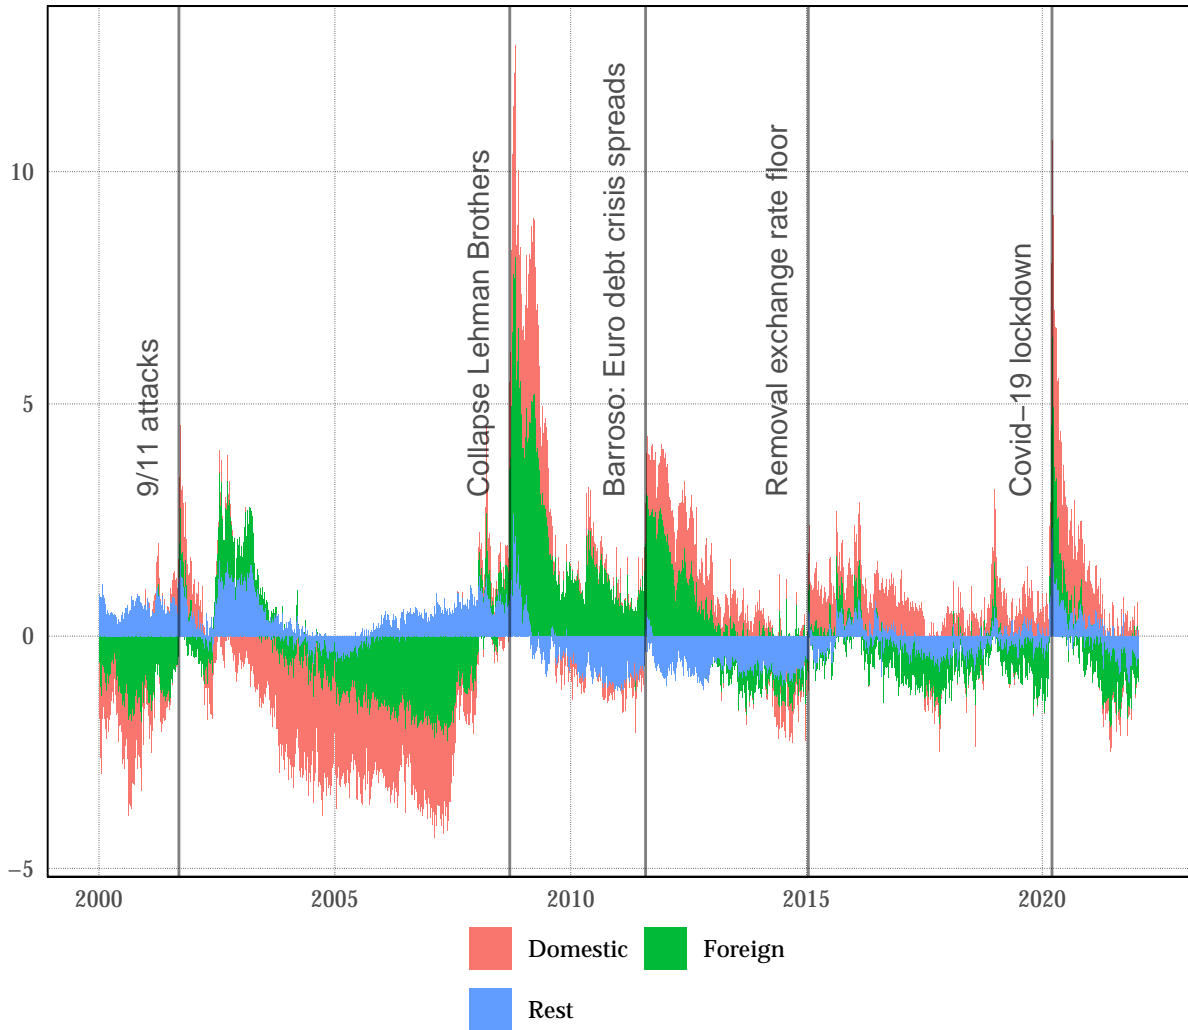 10
5
0
−5
9/11 attacks
Collapse Lehman Brothers
Barroso: Euro debt crisis spreads
Removal exchange rate floor
Covid−19 lockdown
2000
2005
2010
2015
2020
Domestic
Foreign
Rest